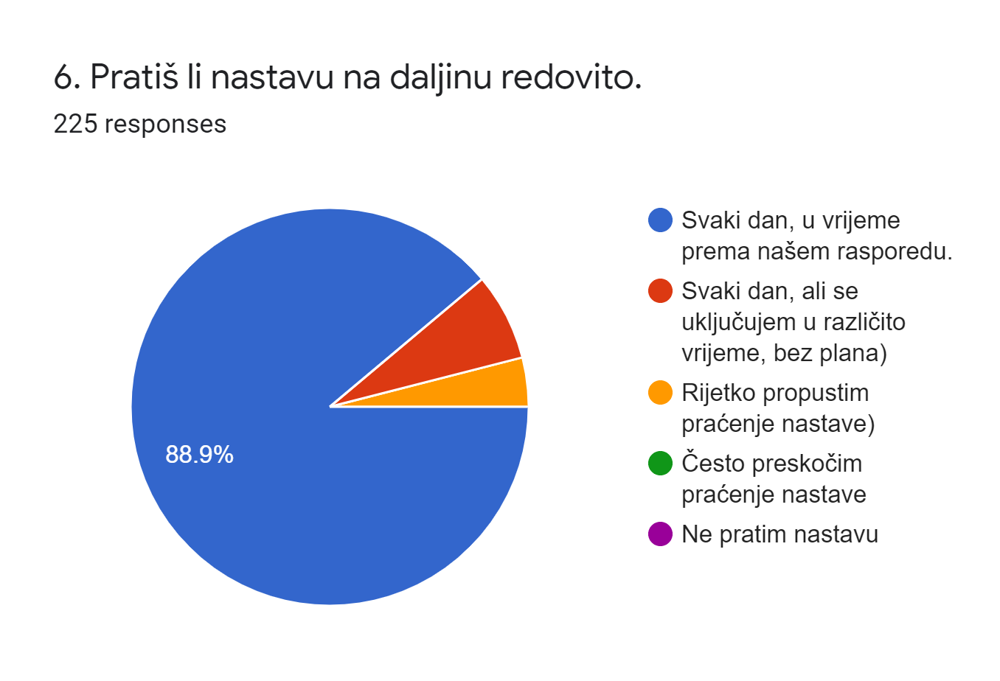 6. Pratiš li nastavu na daljinu redovito.
225 responses
88.9%
Svaki dan, u vrijeme
prema našem rasporedu.
Svaki dan, ali se
uključujem u različito
vrijeme, bez plana)
Rijetko propustim
praćenje nastave)
Često preskočim
praćenje nastave
Ne pratim nastavu